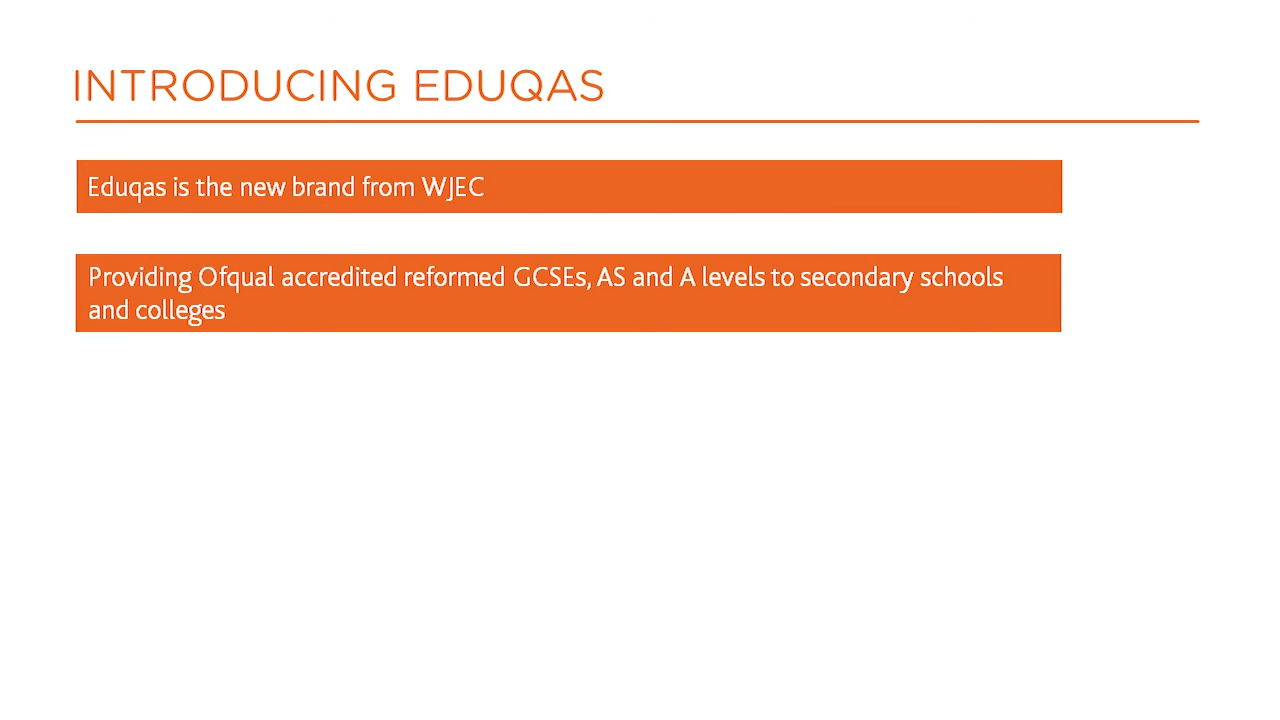 INTRODUCING EDUQAS
Eduqas is the new brand from WJEC
Providing Ofqual accredited reformed GCSEs, AS and A levels to secondary schools
and colleges